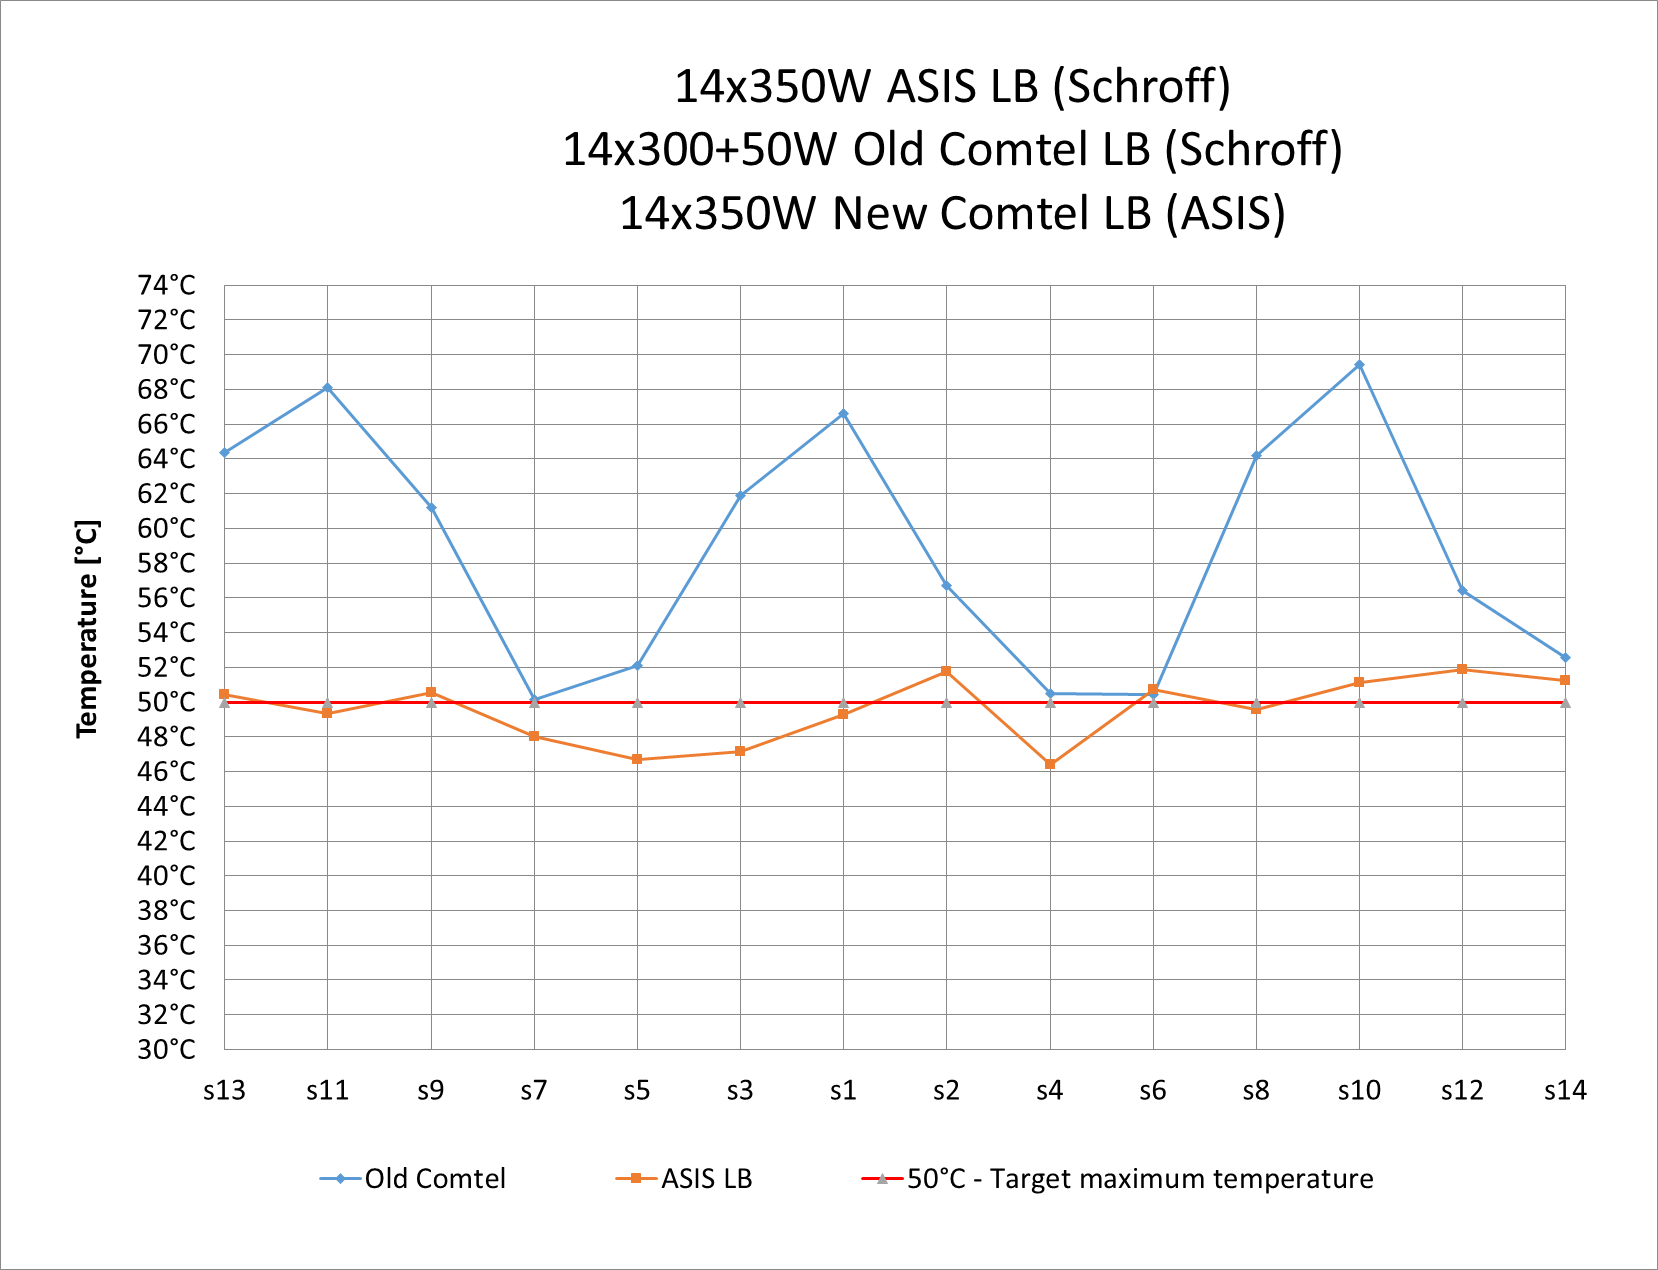 14x350W ASIS LB (Schroff)
14x300+50W Old Comtel LB (Schroff)
14x350W New Comtel LB (ASIS)
Temperature [°C]
74°C
72°C
70°C
68°C
66°C
64°C
62°C
60°C
58°C
56°C
54°C
52°C
50°C
48°C
46°C
44°C
42°C
40°C
38°C
36°C
34°C
32°C
30°C
s13 s11 s9 s7 s5 s3 s1 s2 s4 s6 s8 s10 s12 s14
Old Comtel ASIS LB 50°C - Target maximum temperature